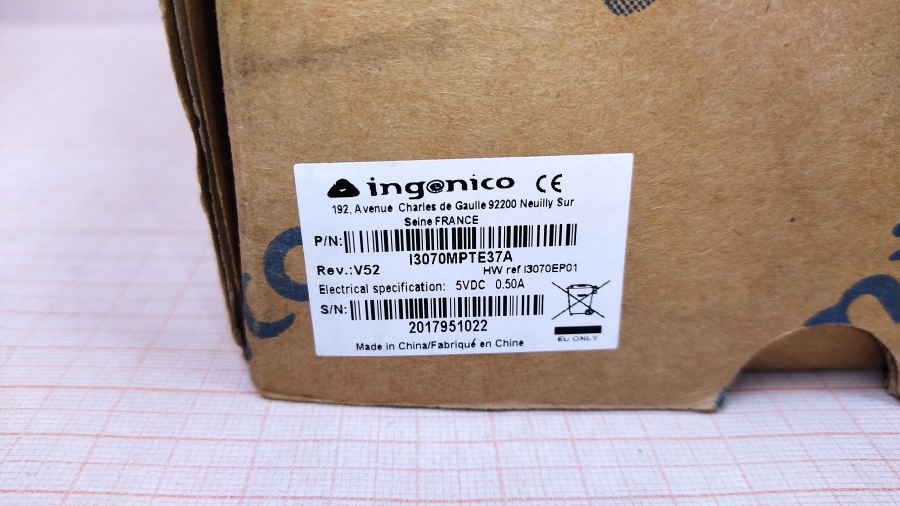 ingenico CE
192, Avenue Charles de Gaulle 92200 Neuilly Sur
Seine FRANCE
P/N:
I3070MPTE37A
Rev.:V52 HW ref I3070EP01
Electrical specification: 5VDC 0.50A
S/N:
2017951022
EU ONLY
Made in China/Fabriqué en Chine